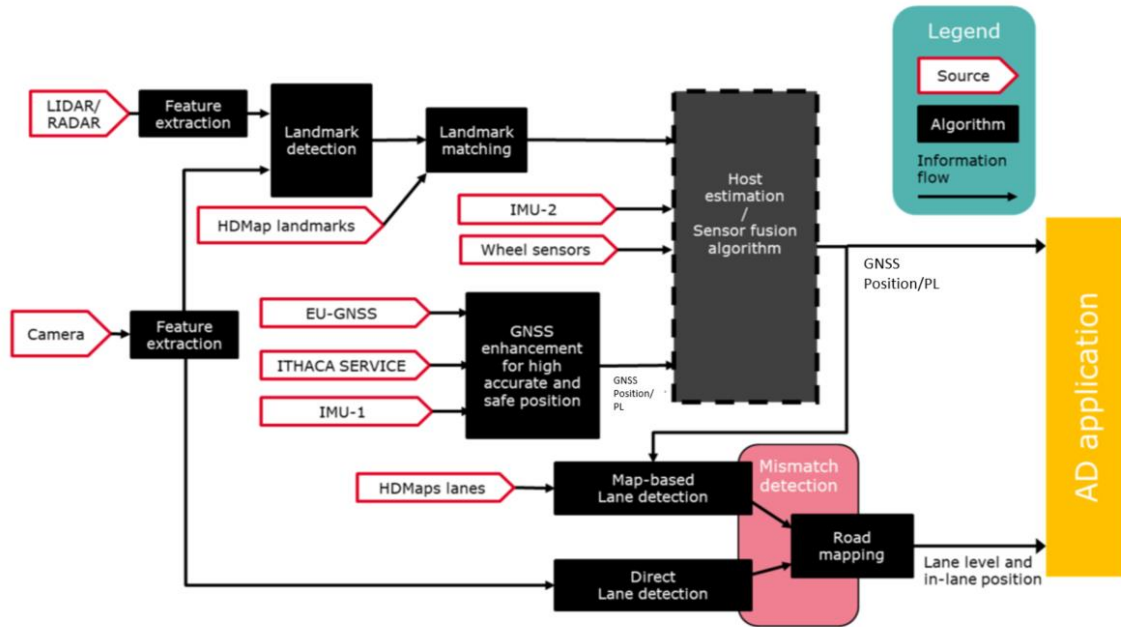 Legend
Source
Algorithm
Information
flow
LIDAR/
RADAR
Feature
extraction
Landmark
detection
Landmark
matching
HDMap landmarks
IMU-2
Wheel sensors
Host
estimation
/
Sensor fusion
algorithm
GNSS
Position/PL
Camera
Feature
extraction
EU-GNSS
ITHACA SERVICE
IMU-1
GNSS
enhancement
for high
accurate and
safe position
GNSS
Position/
PL
HDMaps lanes
Map-based
Lane detection
Mismatch
detection
Direct
Lane detection
Road
mapping
Lane level and
in-lane position
AD application